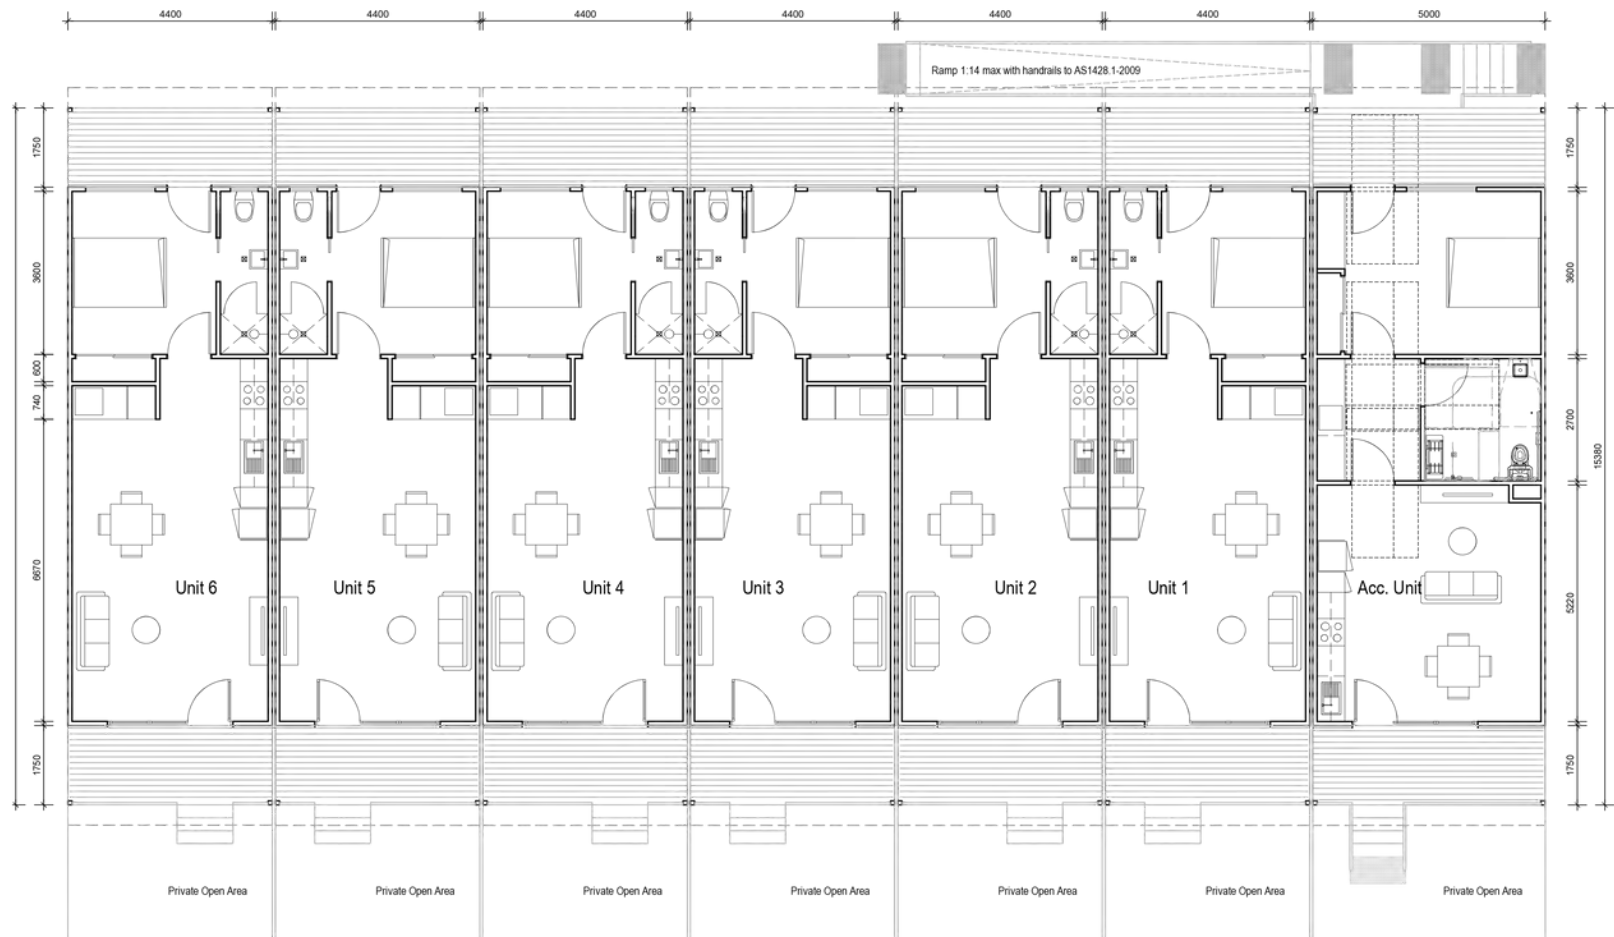 4400 4400 4400 4400 4400 4400 5000
Ramp 1:14 max with handrails to AS1428.1-2009
1750 1750
3600 3600
600
740 2700
15380
6670 5220
Unit 6 Unit 5 Unit 4 Unit 3 Unit 2 Unit 1 Acc. Unit
1750 1750
Private Open Area Private Open Area Private Open Area Private Open Area Private Open Area Private Open Area Private Open Area